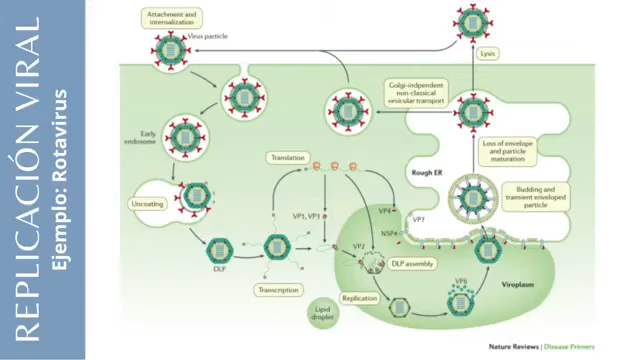 REPLICACIÓN VIRAL
Ejemplo: Rotavirus
Attachment and
internalization
Virus particle
Lysis
Golgi-indpendent
non-classical
vesicular transport
Early
endosome
Translation
Loss of envelope
and particle
maturation
Rough ER
Uncoating
Budding and
transient enveloped
particle
VP1, VP3
VP4
VP7
NSP4
VP2
DLP
DLP assembly
Transcription
Replication
VP6
Viroplasm
Lipid
droplet
Nature Reviews | Disease Primers